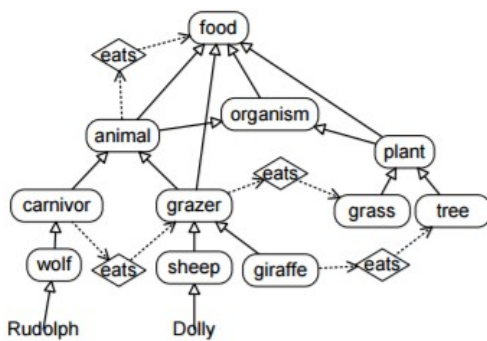 food
eats
organism
animal
plant
eats
carnivor
grazer
grass
tree
wolf
eats
sheep
giraffe
eats
Rudolph
Dolly